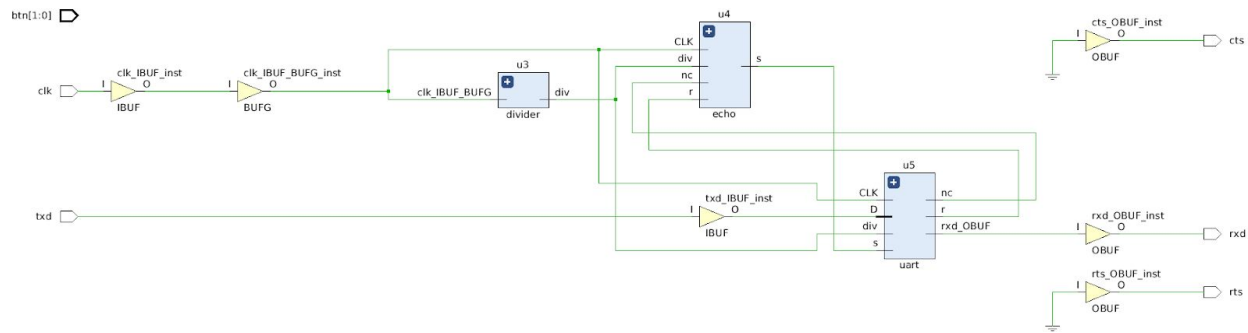 btn[1:0]
u4
cts_OBUF_inst
CLK
I
O
cts
div
s
OBUF
nc
r
echo
clk_IBUF_inst
clk_IBUF_BUFG_inst
u3
clk
I
O
I
O
clk_IBUF_BUFG
div
IBUF
BUFG
divider
u5
CLK
nc
txd_IBUF_inst
txd
I
O
D
r
rxd_OBUF_inst
IBUF
div
rxd_OBUF
I
O
rxd
s
OBUF
uart
rts_OBUF_inst
I
O
rts
OBUF